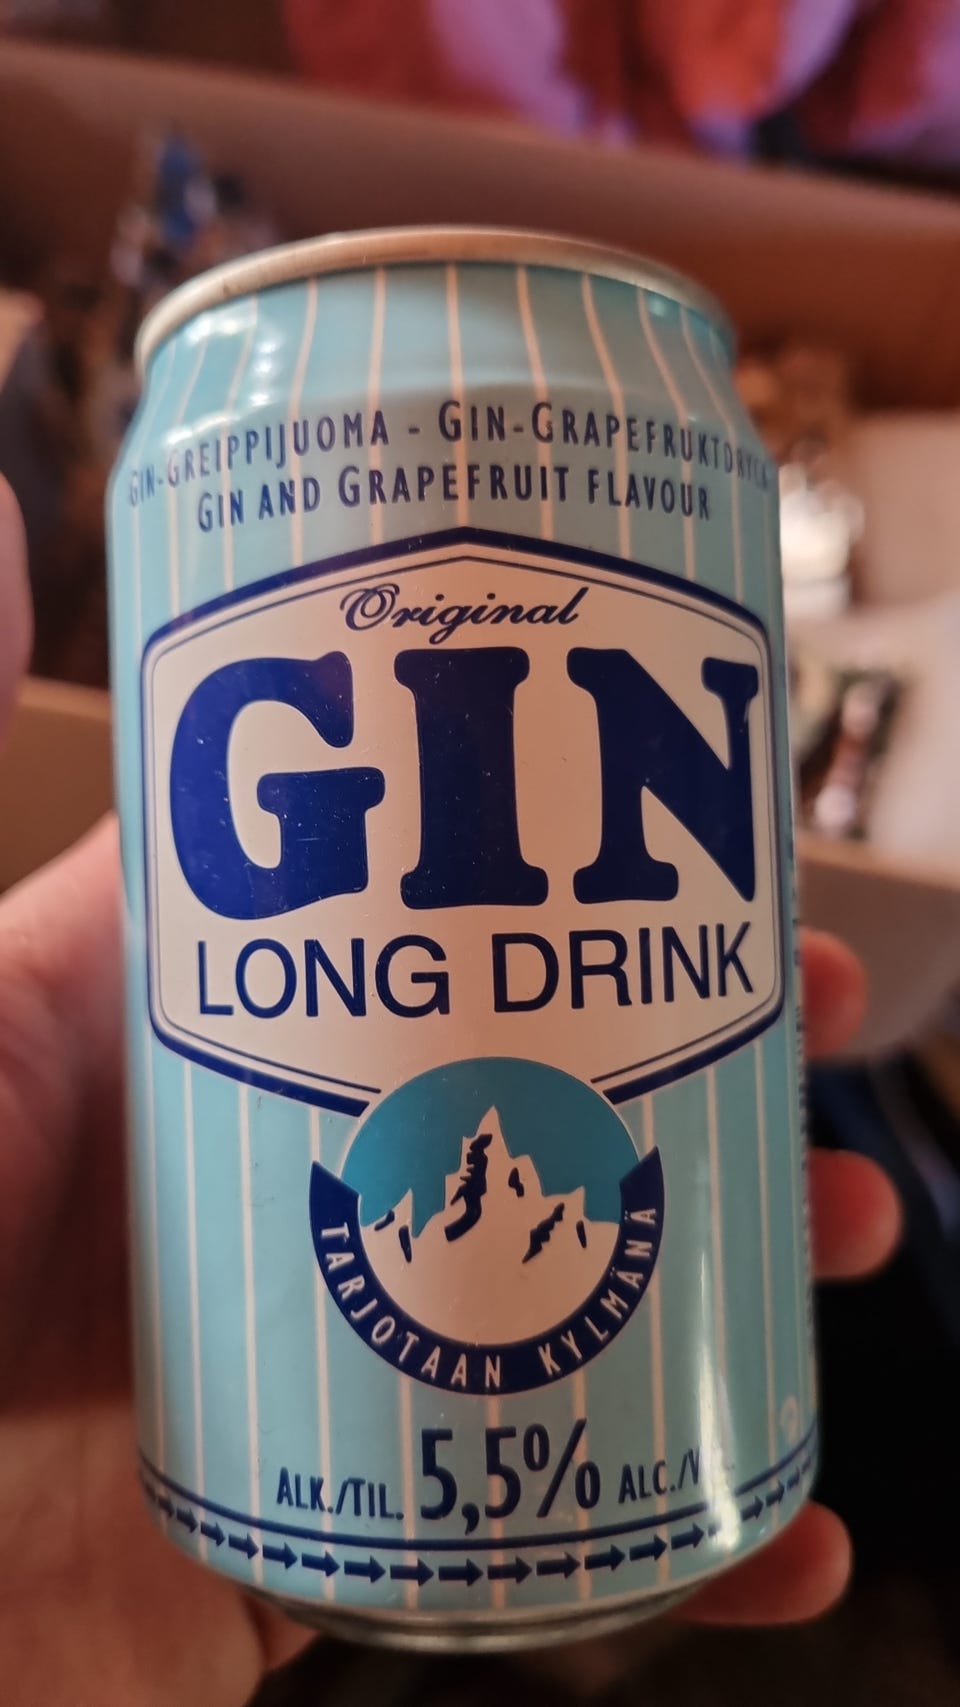 GIN-GREIPPIJUOMA - GIN-GRAPEFRUKTDRYCK
GIN AND GRAPEFRUIT FLAVOUR
Original
GIN
LONG DRINK
TARJOTAAN KYLMÄNÄ
ALK./TIL. 5,5% ALC./V